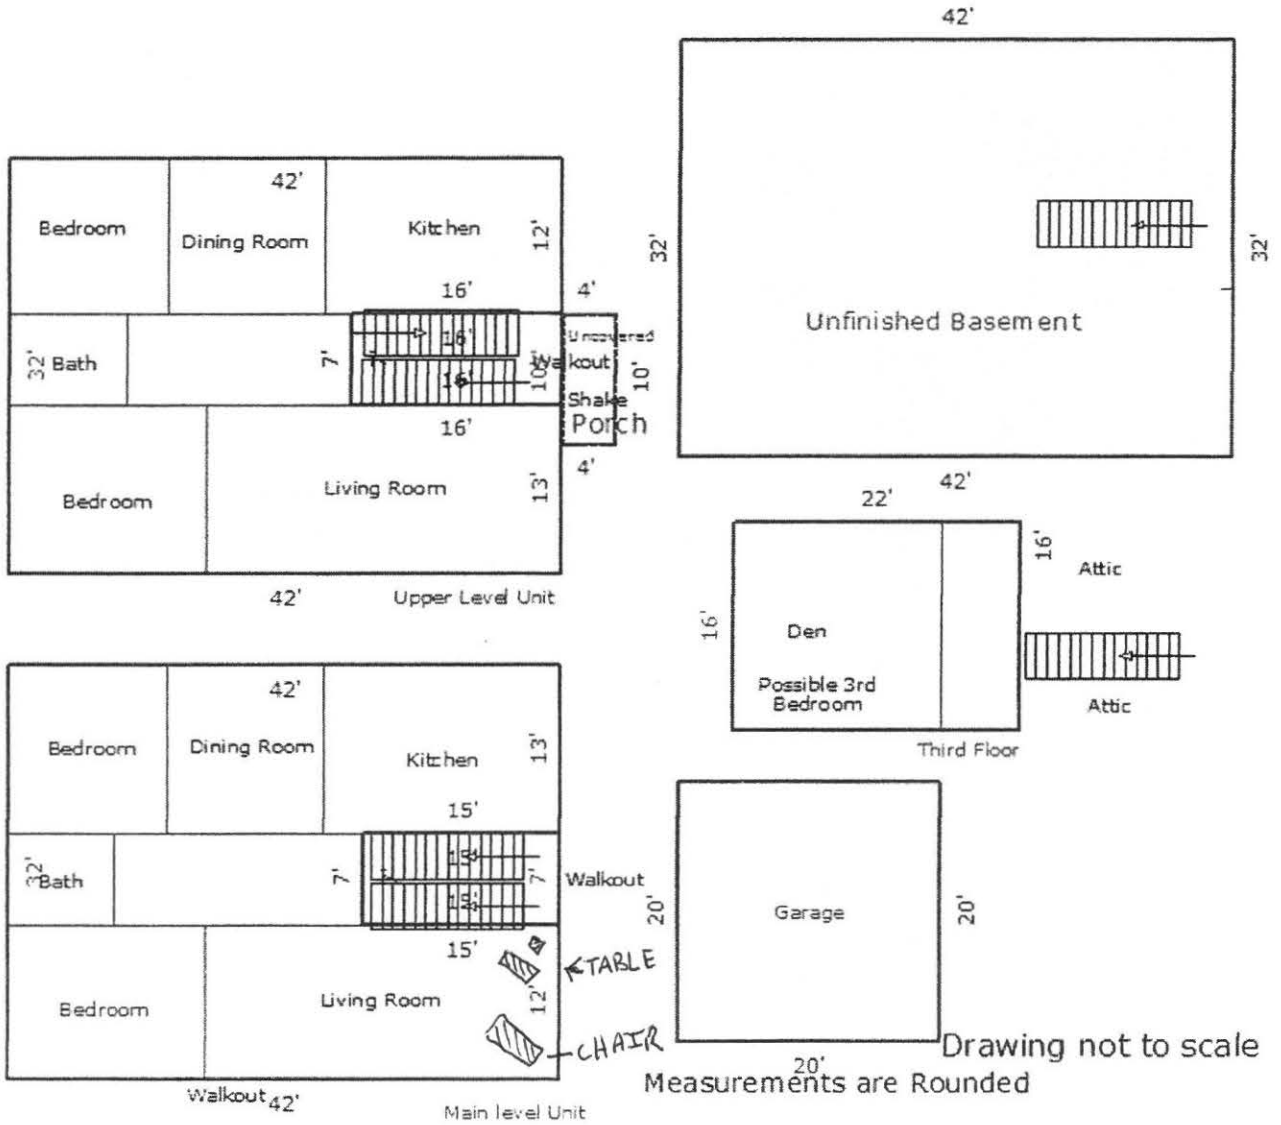 42'
Bedroom
Dining Room
Kitchen
42'
12'
16'
4'
32'
Bath
7'
16'
16'
10'
Uncovered
Walkout
Shake
Porch
10'
16'
4'
Bedroom
Living Room
13'
42'
Upper Level Unit
32'
Unfinished Basement
32'
42'
22'
16'
16'
Den
Possible 3rd
Bedroom
Attic
Attic
Third Floor
42'
Bedroom
Dining Room
Kitchen
13'
15'
32'
Bath
7'
15'
15'
7'
Walkout
15'
TABLE
Bedroom
Living Room
12'
CHAIR
Walkout
42'
Main level Unit
20'
Garage
20'
20'
Drawing not to scale
Measurements are Rounded